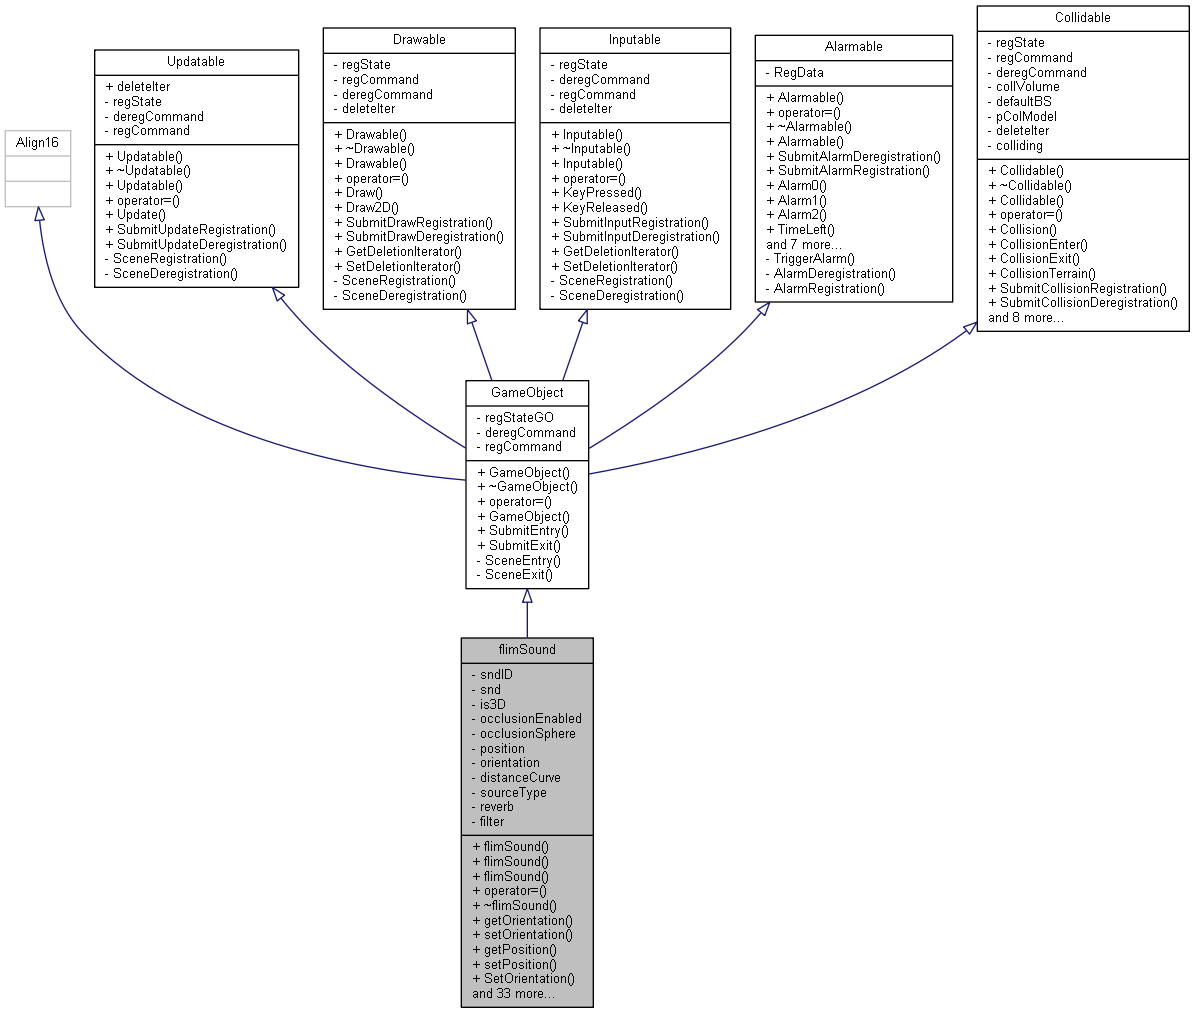 Align16
Updatable
+ deleteIter
- regState
- deregCommand
- regCommand
+ Updatable()
+ ~Updatable()
+ Updatable()
+ operator=()
+ Update()
+ SubmitUpdateRegistration()
+ SubmitUpdateDeregistration()
- SceneRegistration()
- SceneDeregistration()
Drawable
- regState
- regCommand
- deregCommand
- deleteIter
+ Drawable()
+ ~Drawable()
+ Drawable()
+ operator=()
+ Draw()
+ Draw2D()
+ SubmitDrawRegistration()
+ SubmitDrawDeregistration()
+ GetDeletionIterator()
+ SetDeletionIterator()
- SceneRegistration()
- SceneDeregistration()
Inputable
- regState
- deregCommand
- regCommand
- deleteIter
+ Inputable()
+ ~Inputable()
+ Inputable()
+ operator=()
+ KeyPressed()
+ KeyReleased()
+ SubmitInputRegistration()
+ SubmitInputDeregistration()
+ GetDeletionIterator()
+ SetDeletionIterator()
- SceneRegistration()
- SceneDeregistration()
Alarmable
- RegData
+ Alarmable()
+ operator=()
+ ~Alarmable()
+ Alarmable()
+ SubmitAlarmDeregistration()
+ SubmitAlarmRegistration()
+ Alarm0()
+ Alarm1()
+ Alarm2()
+ TimeLeft()
and 7 more...
- TriggerAlarm()
- AlarmDeregistration()
- AlarmRegistration()
Collidable
- regState
- regCommand
- deregCommand
- collVolume
- defaultBS
- pColModel
- deleteIter
- colliding
+ Collidable()
+ ~Collidable()
+ Collidable()
+ operator=()
+ Collision()
+ CollisionEnter()
+ CollisionExit()
+ CollisionTerrain()
+ SubmitCollisionRegistration()
+ SubmitCollisionDeregistration()
and 8 more...
GameObject
- regStateGO
- deregCommand
- regCommand
+ GameObject()
+ ~GameObject()
+ operator=()
+ GameObject()
+ SubmitEntry()
+ SubmitExit()
- SceneEntry()
- SceneExit()
flimSound
- sndID
- snd
- is3D
- occlusionEnabled
- occlusionSphere
- position
- orientation
- distanceCurve
- sourceType
- reverb
- filter
+ flimSound()
+ flimSound()
+ flimSound()
+ operator=()
+ ~flimSound()
+ getOrientation()
+ setOrientation()
+ getPosition()
+ setPosition()
+ SetOrientation()
and 33 more...